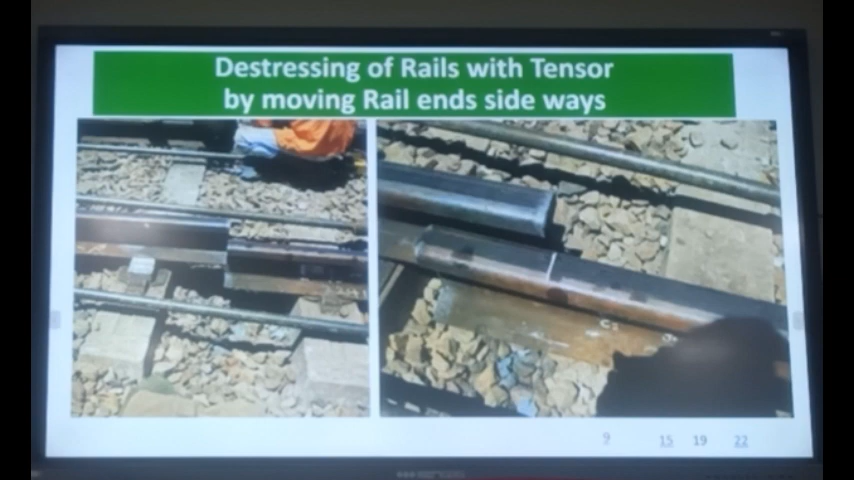 Destressing of Rails with Tensor
by moving Rail ends side ways
9 15 19 22